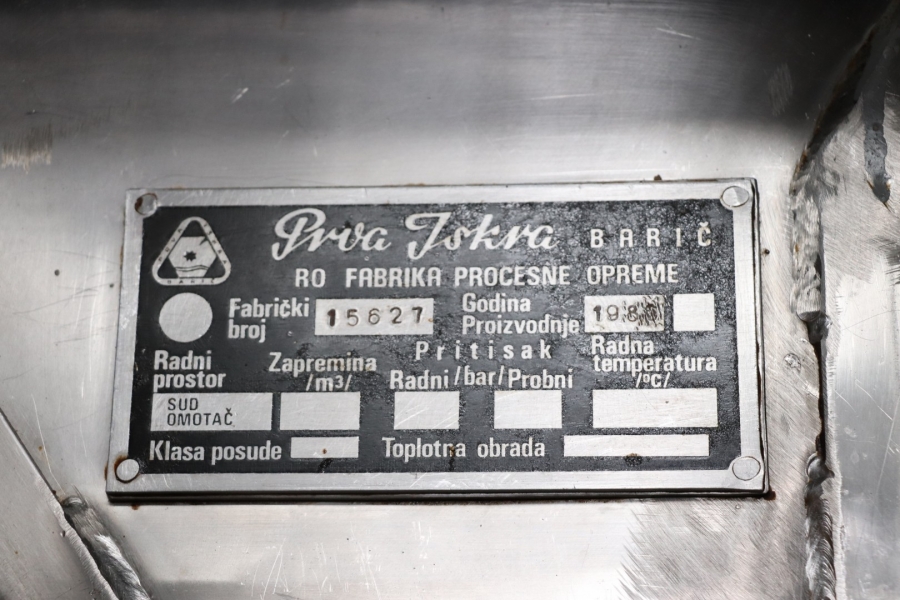 Prva Iskra BARIČ
BARIČ
RO FABRIKA PROCESNE OPREME
Fabrički broj 15627
Godina Proizvodnje
Radni prostor
Zapremina /m3/
Pritisak
Radni /bar/ Probni
Radna temperatura /°C/
SUD
OMOTAČ
Klasa posude
Toplotna obrada